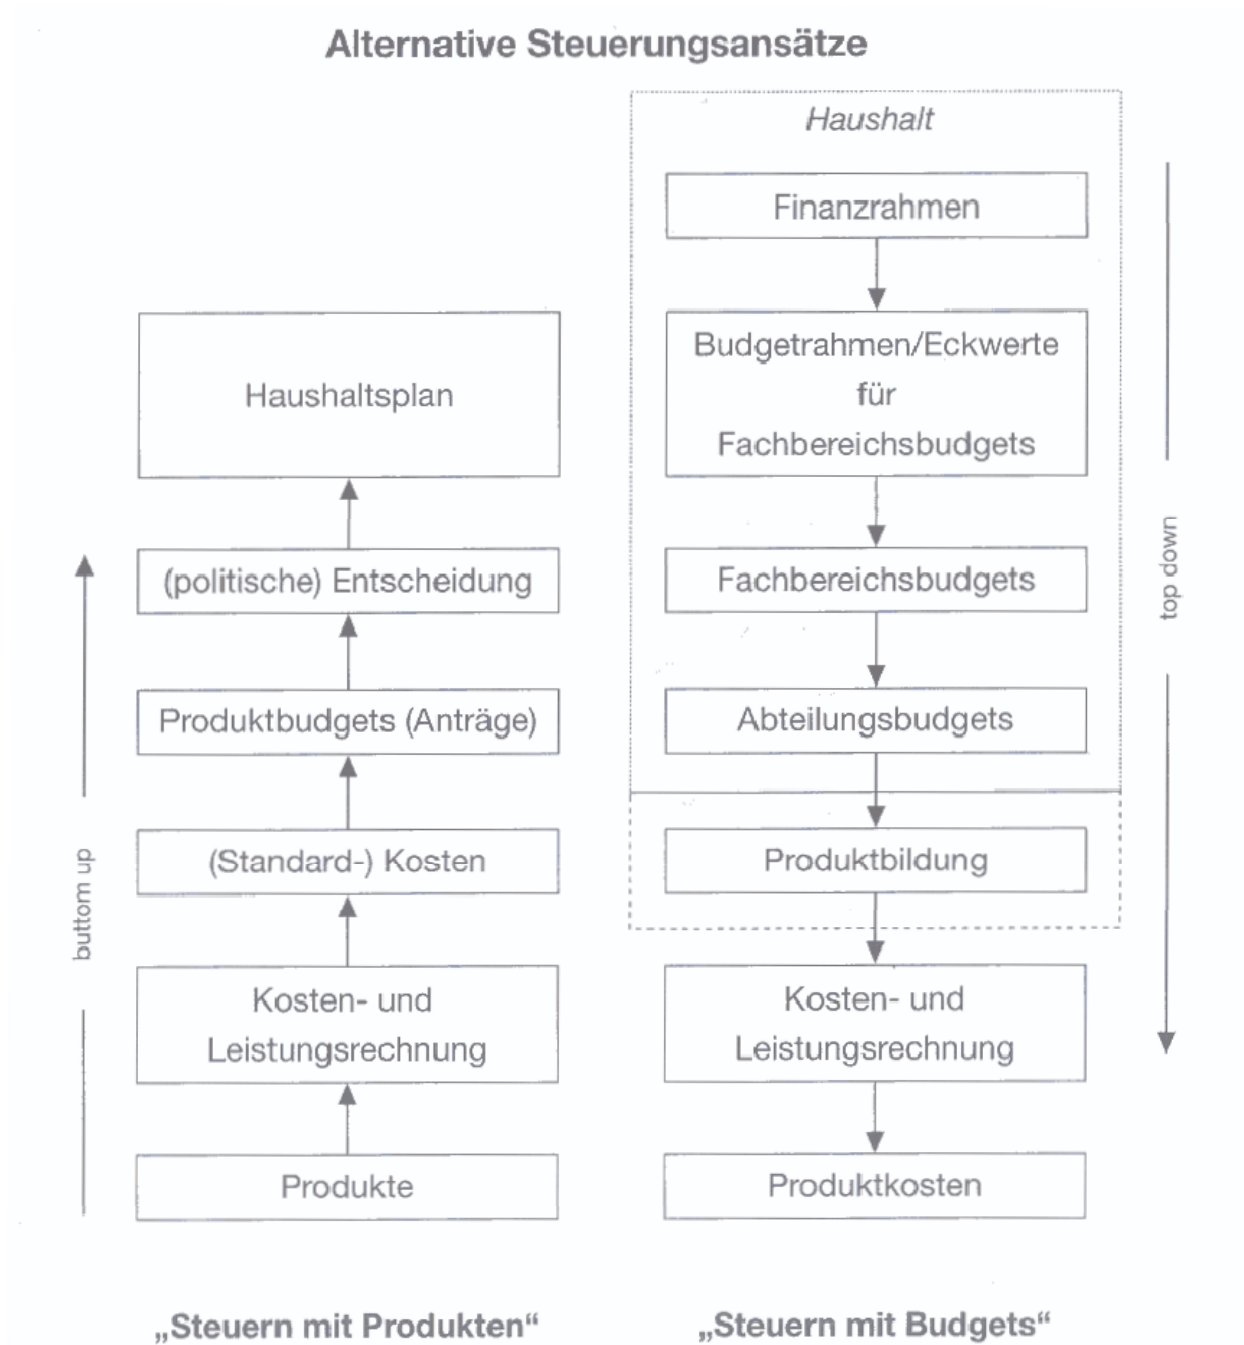 Alternative Steuerungsansätze
Haushaltsplan
(politische) Entscheidung
Produktbudgets (Anträge)
(Standard-) Kosten
Kosten- und
Leistungsrechnung
Produkte
buttom up
„Steuern mit Produkten“
Haushalt
Finanzrahmen
Budgetrahmen/Eckwerte
für
Fachbereichsbudgets
Fachbereichsbudgets
Abteilungsbudgets
Produktbildung
Kosten- und
Leistungsrechnung
Produktkosten
top down
„Steuern mit Budgets“